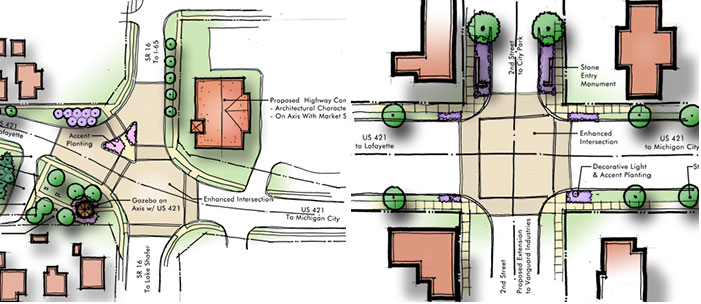 SR 16
To I-65
Proposed Highway Con
- Architectural Characte
- On Axis With Market S
US 421
afayette
Accent
Planting
Gazebo on
Axis w/ US 421
Enhanced Intersection
US 421
To Michigan City
SR 16
To Lake Shafer
2nd Street
to City Park
Stone
Entry
Monument
US 421
to Lafayette
Enhanced
Intersection
US 421
to Michigan City
Decorative Light
& Accent Planting
St
2nd Street
Proposed Extension
to Vanguard Industries